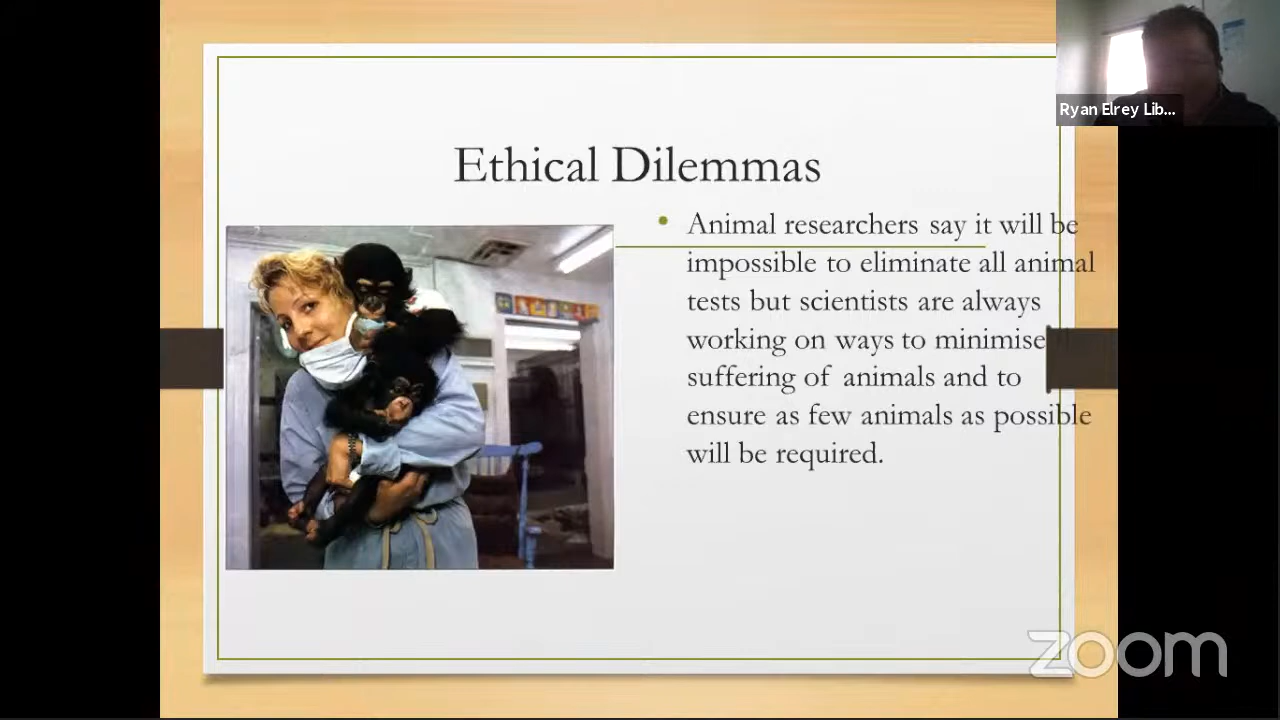 Ryan Elrey Lib...
Ethical Dilemmas
• Animal researchers say it will be
impossible to eliminate all animal
tests but scientists are always
working on ways to minimise
suffering of animals and to
ensure as few animals as possible
will be required.
zoom